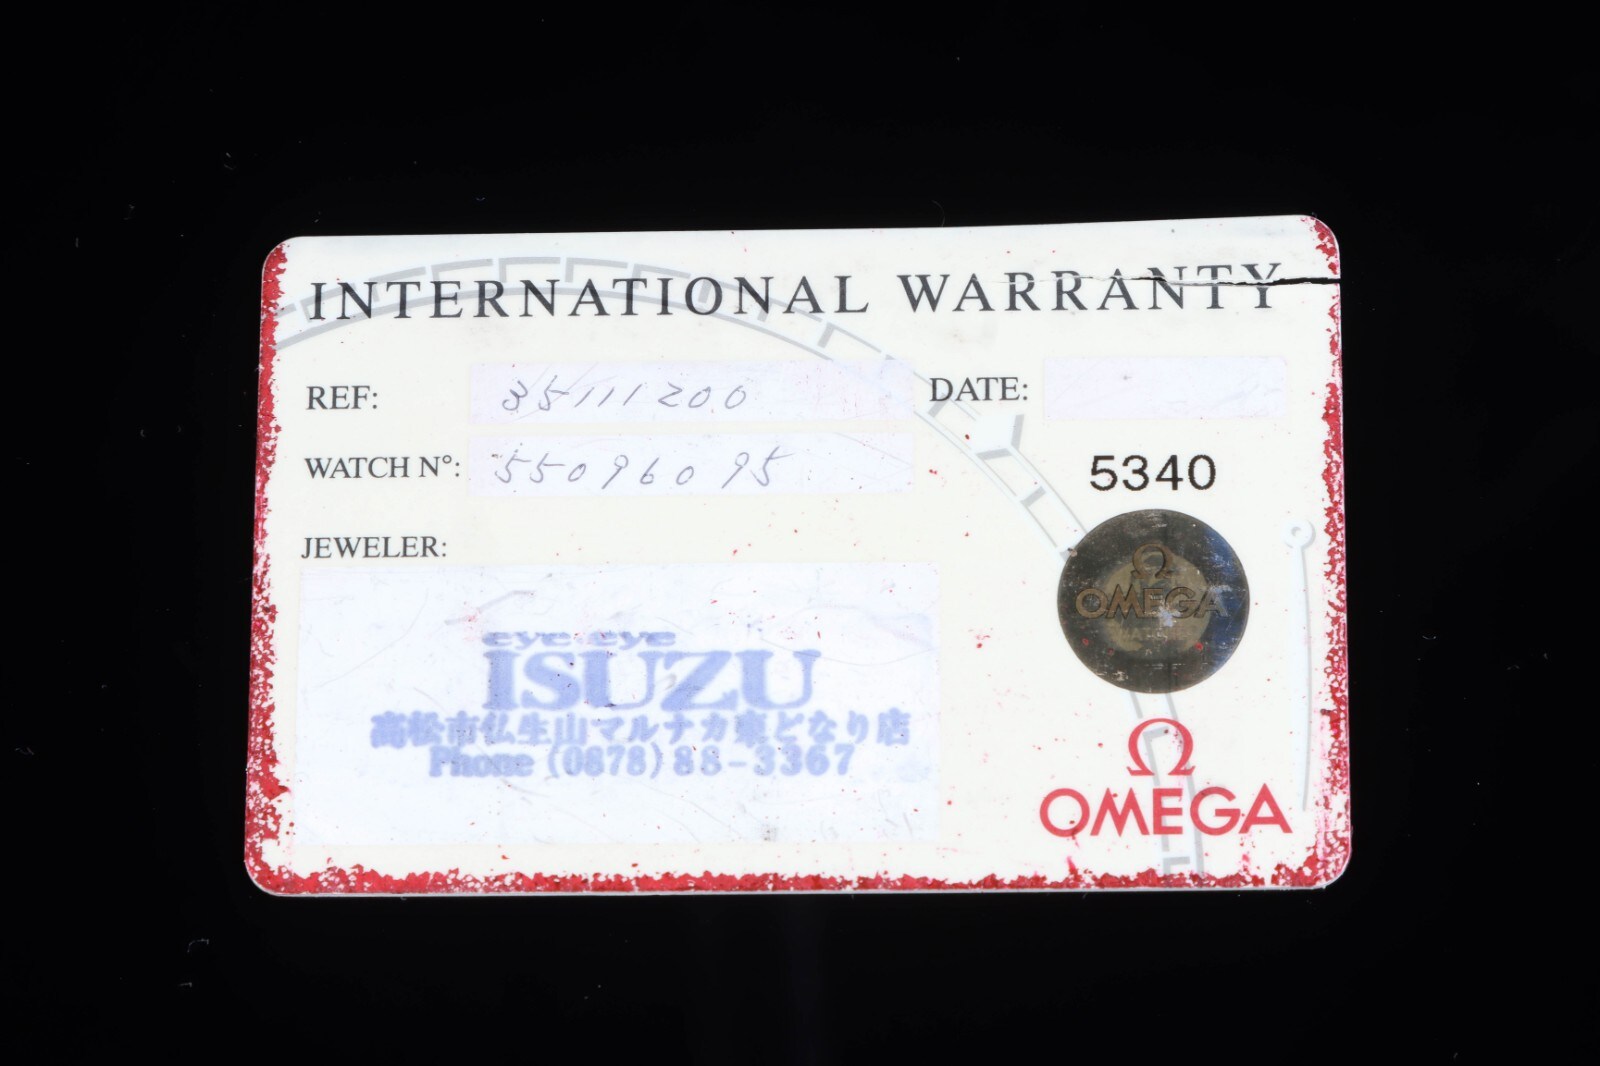 INTERNATIONAL WARRANTY
REF: 35111200
DATE:
WATCH N°: 55096095
5340
JEWELER:
Ω
OMEGA
eye·eye
ISUZU
高松市仏生山マルナカ東となり店
Phone (0878) 88-3367
Ω
OMEGA